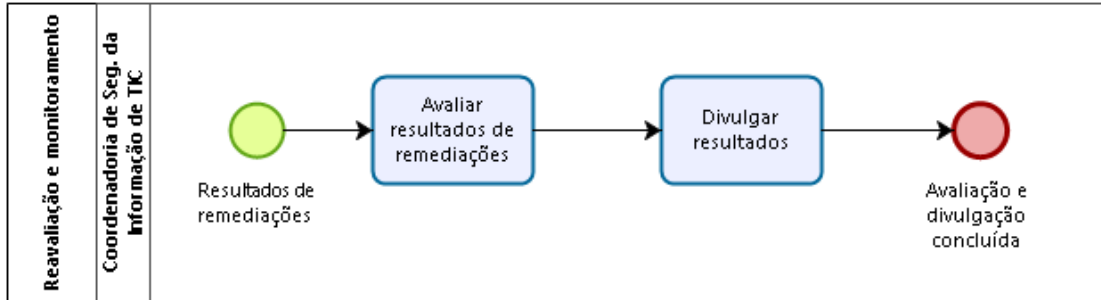 Reavaliação e monitoramento
Coordenadoria de Seg. da
Informação de TIC
Resultados de
remediações
Avaliar
resultados de
remediações
Divulgar
resultados
Avaliação e
divulgação
concluída